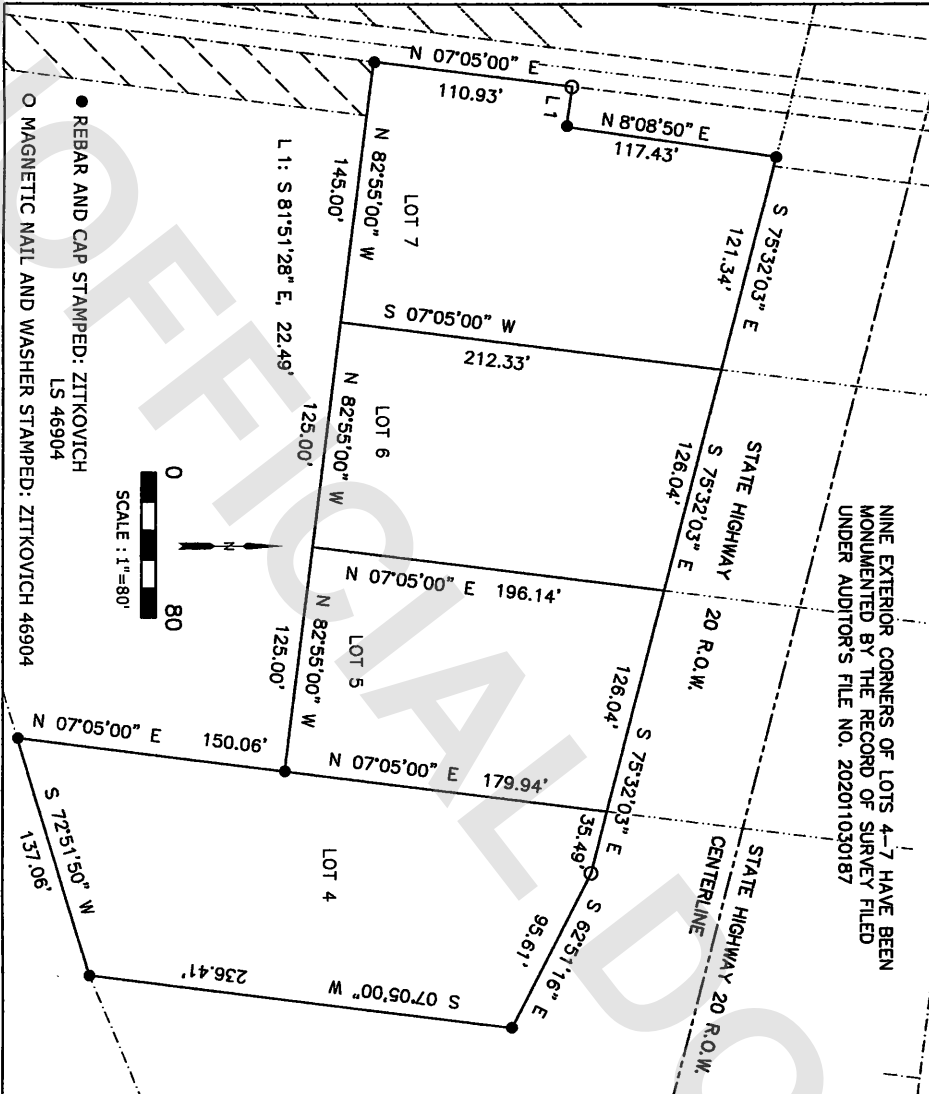 NINE EXTERIOR CORNERS OF LOTS 4–7 HAVE BEEN
MONUMENTED BY THE RECORD OF SURVEY FILED
UNDER AUDITOR'S FILE NO. 202011030187
N 07°05'00" E
110.93'
L 1
N 8°08'50" E
117.43'
S 75°32'03" E
121.34'
LOT 7
N 82°55'00" W
145.00'
L 1: S 81°51'28" E, 22.49'
S 07°05'00" W
212.33'
STATE HIGHWAY 20 R.O.W.
S 75°32'03" E
126.04'
LOT 6
N 82°55'00" W
125.00'
N 07°05'00" E 196.14'
S 75°32'03" E
126.04'
STATE HIGHWAY 20 R.O.W.
CENTERLINE
LOT 5
N 82°55'00" W
125.00'
N 07°05'00" E 179.94'
35.49'
S 62°51'16" E
95.61'
LOT 4
N 07°05'00" E 150.06'
S 72°51'50" W
137.06'
S 07°05'00" W
236.41'
N
0 80
SCALE : 1"=80'
REBAR AND CAP STAMPED: ZITKOVICH
LS 46904
MAGNETIC NAIL AND WASHER STAMPED: ZITKOVICH 46904